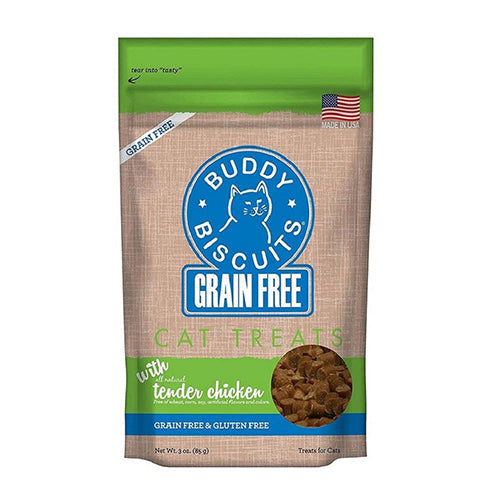 tear into "tasty"
MADE IN USA
GRAIN FREE
BUDDY
BISCUITS®
GRAIN FREE
CAT TREATS
with
all natural
tender chicken
Free of wheat, corn, soy, artificial flavors and colors.
GRAIN FREE & GLUTEN FREE
Net Wt. 3 oz. (85 g)
Treats for Cats